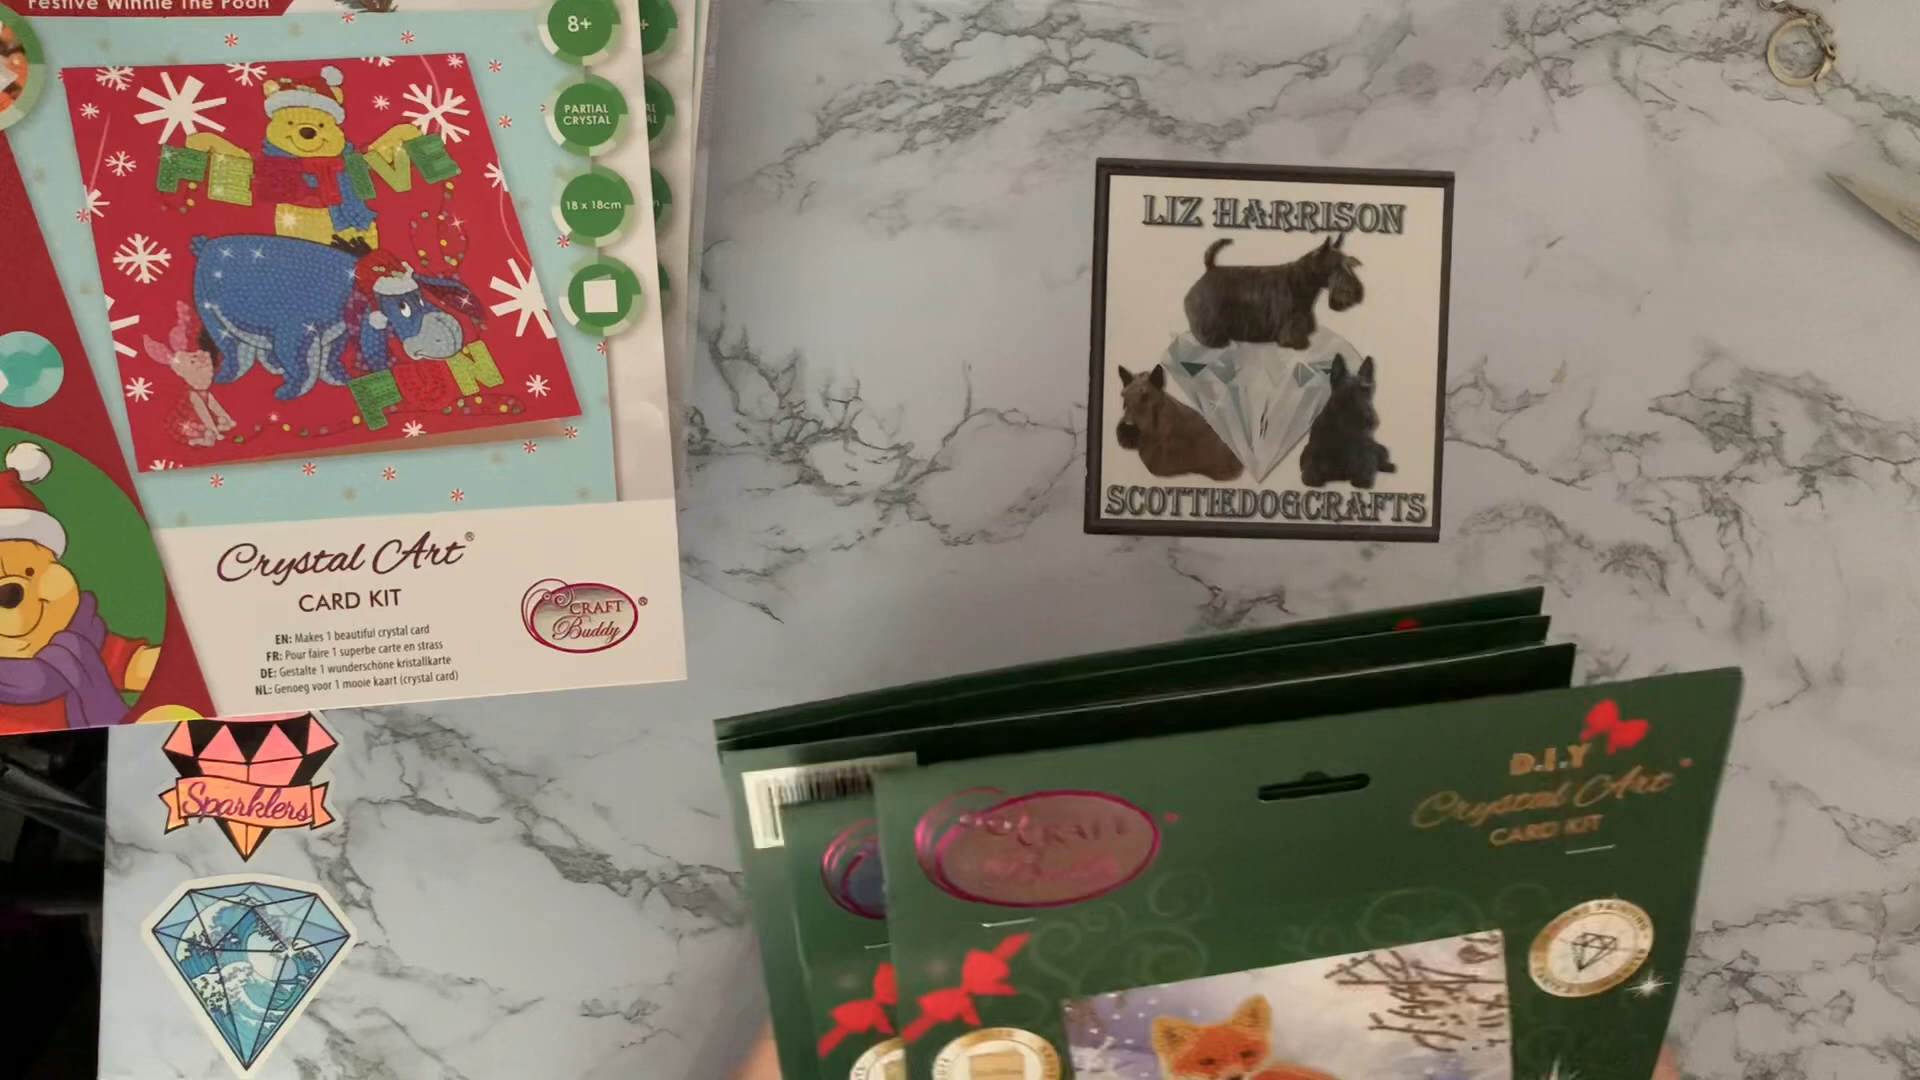 Festive Winnie The Pooh
8+
PARTIAL
CRYSTAL
18 x 18cm
FESTIVE
FUN
Crystal Art®
CARD KIT
EN: Makes 1 beautiful crystal card
FR: Pour faire 1 superbe carte en strass
DE: Gestalte 1 wunderschöne kristallkarte
NL: Genoeg voor 1 mooie kaart (crystal card)
CRAFT
Buddy®
LIZ HARRISON
SCOTTIEDOGCRAFTS
Sparklers
D.I.Y
Crystal Art
CARD KIT
CRAFT